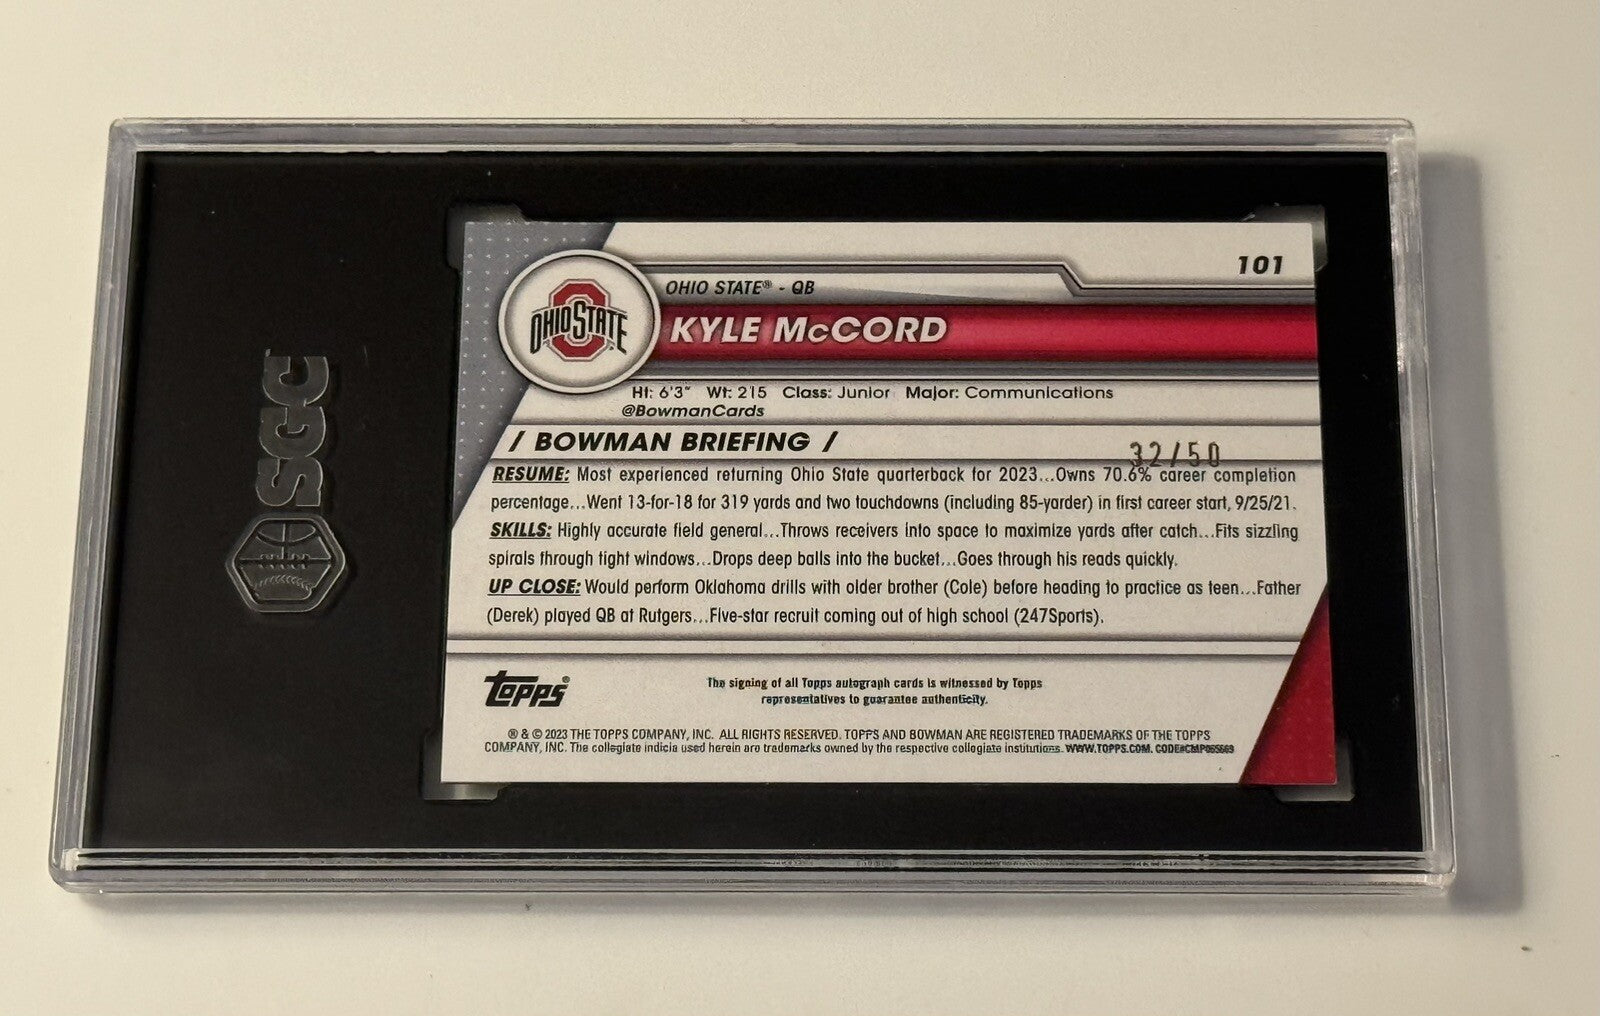 SGC
101
OHIO STATE® - QB
OHIO STATE
KYLE McCORD
Ht: 6'3" Wt: 215 Class: Junior Major: Communications
@BowmanCards
/ BOWMAN BRIEFING /
32/50
RESUME: Most experienced returning Ohio State quarterback for 2023...Owns 70.6% career completion
percentage...Went 13-for-18 for 319 yards and two touchdowns (including 85-yarder) in first career start, 9/25/21.
SKILLS: Highly accurate field general...Throws receivers into space to maximize yards after catch...Fits sizzling
spirals through tight windows...Drops deep balls into the bucket...Goes through his reads quickly.
UP CLOSE: Would perform Oklahoma drills with older brother (Cole) before heading to practice as teen...Father
(Derek) played QB at Rutgers...Five-star recruit coming out of high school (247Sports).
Topps®
The signing of all Topps autograph cards is witnessed by Topps
representatives to guarantee authenticity.
® & © 2023 THE TOPPS COMPANY, INC. ALL RIGHTS RESERVED. TOPPS AND BOWMAN ARE REGISTERED TRADEMARKS OF THE TOPPS
COMPANY, INC. The collegiate indicia used herein are trademarks owned by the respective collegiate institutions. WWW.TOPPS.COM.